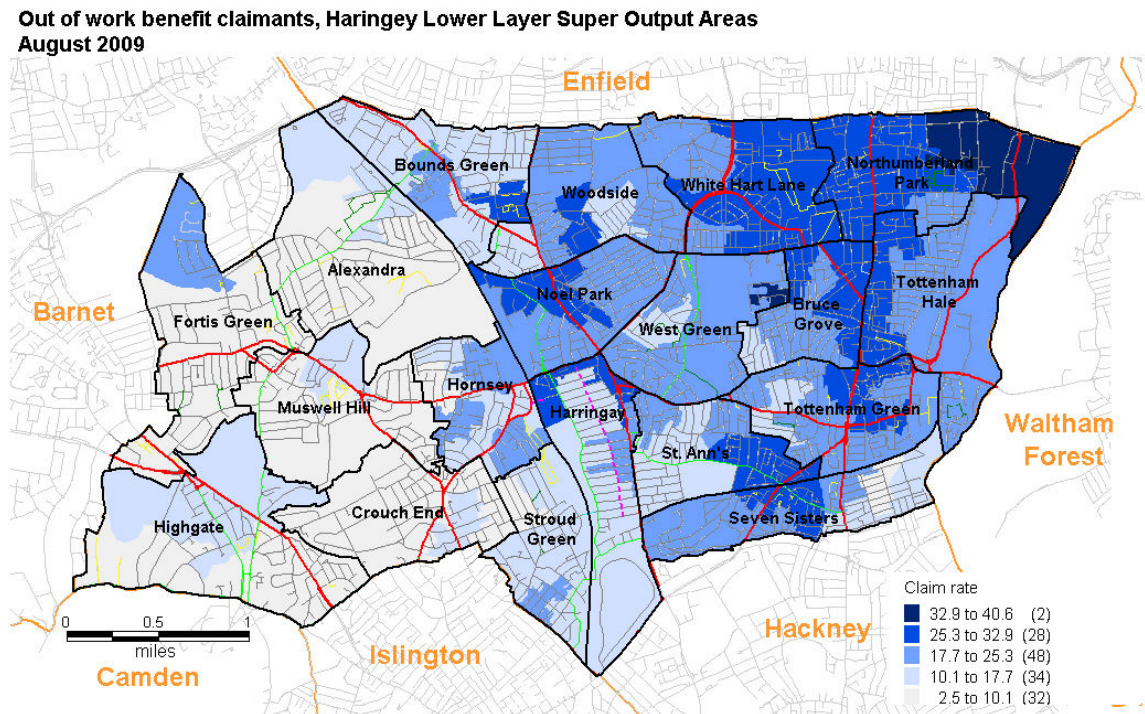 Out of work benefit claimants, Haringey Lower Layer Super Output Areas
August 2009
Enfield
Bounds Green
Woodside
White Hart Lane
Northumberland
Park
Alexandra
Noel Park
Tottenham
Hale
Barnet
Fortis Green
West Green
Bruce
Grove
Hornsey
Muswell Hill
Harringay
Tottenham Green
Waltham
Forest
St. Ann's
Highgate
Crouch End
Stroud
Green
Seven Sisters
0 0.5 1
miles
Camden
Islington
Hackney
Claim rate
32.9 to 40.6 (2)
25.3 to 32.9 (28)
17.7 to 25.3 (48)
10.1 to 17.7 (34)
2.5 to 10.1 (32)